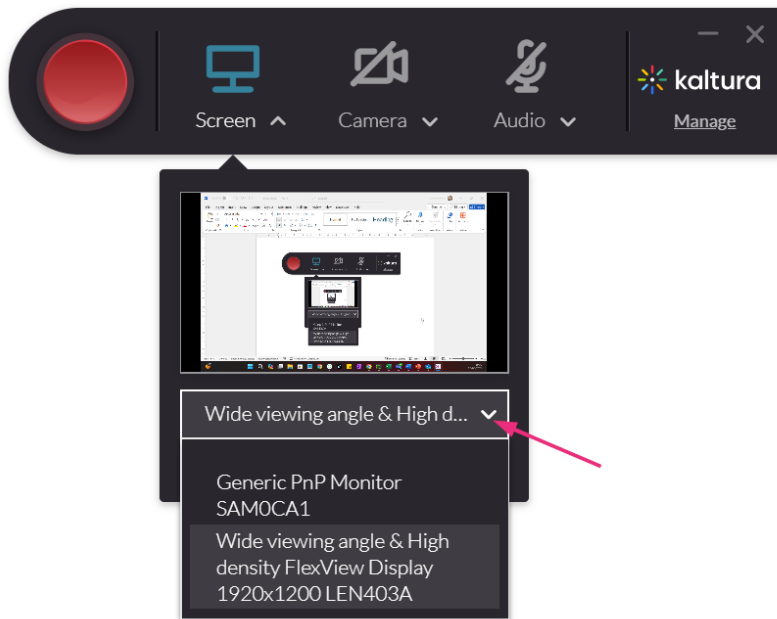 Screen
Camera
Audio
kaltura
Manage
Wide viewing angle & High d...
Generic PnP Monitor
SAM0CA1
Wide viewing angle & High
density FlexView Display
1920x1200 LEN403A